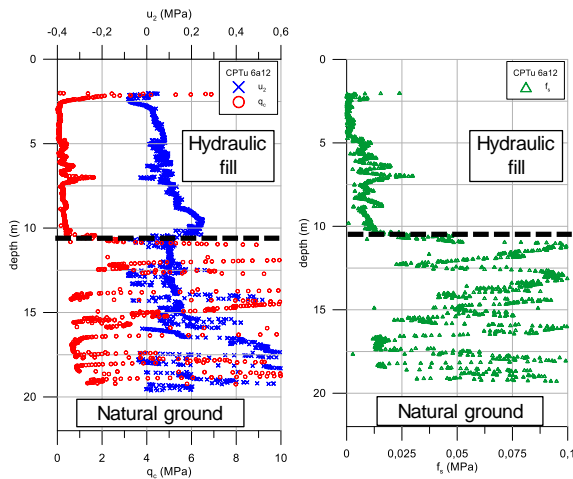 u2 (MPa)
-0,4 -0,2 0 0,2 0,4 0,6
0
5
10
15
20
depth (m)
CPTu 6a12
u2
qc
Hydraulic
fill
Natural ground
0 2 4 6 8 10
qc (MPa)
0
5
10
15
20
depth (m)
CPTu 6a12
fs
Hydraulic
fill
Natural ground
0 0,025 0,05 0,075 0,1
fs (MPa)